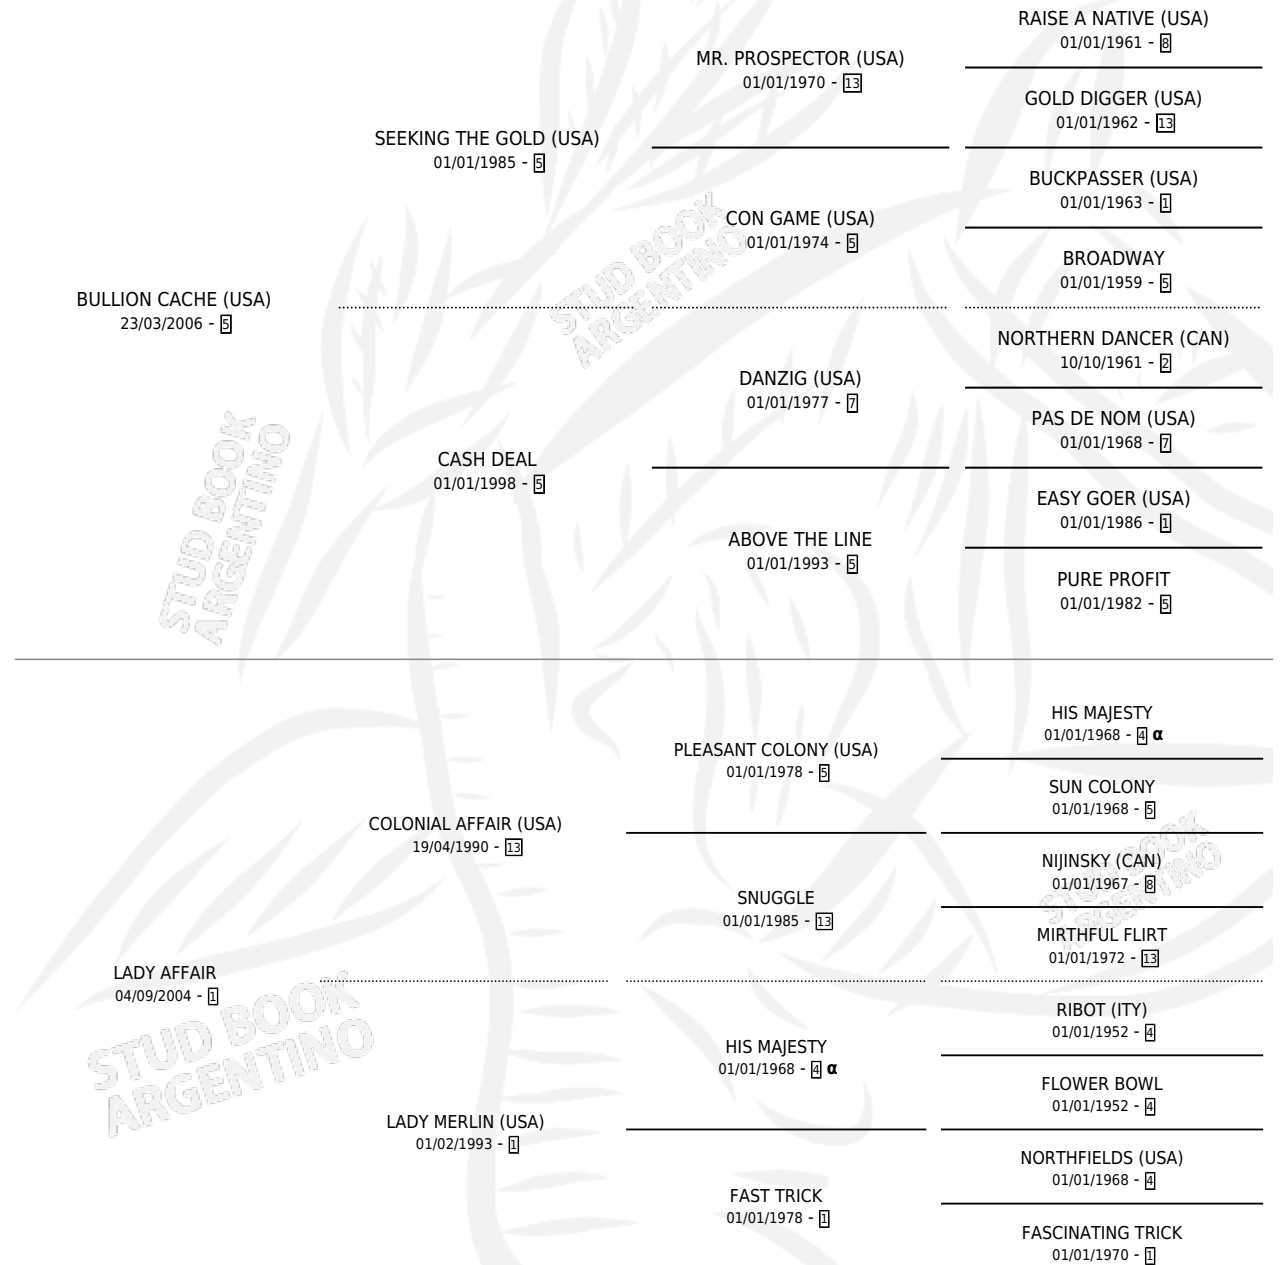 RAISE A NATIVE (USA)
01/01/1961 - 8
MR. PROSPECTOR (USA)
01/01/1970 - 13
GOLD DIGGER (USA)
01/01/1962 - 13
SEEKING THE GOLD (USA)
01/01/1985 - 5
BUCKPASSER (USA)
01/01/1963 - 1
CON GAME (USA)
01/01/1974 - 5
BROADWAY
01/01/1959 - 5
BULLION CACHE (USA)
23/03/2006 - 5
NORTHERN DANCER (CAN)
10/10/1961 - 2
DANZIG (USA)
01/01/1977 - 7
PAS DE NOM (USA)
01/01/1968 - 7
CASH DEAL
01/01/1998 - 5
EASY GOER (USA)
01/01/1986 - 1
ABOVE THE LINE
01/01/1993 - 5
PURE PROFIT
01/01/1982 - 5
STUD BOOK
ARGENTINO
STUD BOOK
ARGENTINO
HIS MAJESTY
01/01/1968 - 4 α
PLEASANT COLONY (USA)
01/01/1978 - 5
SUN COLONY
01/01/1968 - 5
COLONIAL AFFAIR (USA)
19/04/1990 - 13
NIJINSKY (CAN)
01/01/1967 - 8
SNUGGLE
01/01/1985 - 13
MIRTHFUL FLIRT
01/01/1972 - 13
STUD BOOK
ARGENTINO
LADY AFFAIR
04/09/2004 - 1
RIBOT (ITY)
01/01/1952 - 4
HIS MAJESTY
01/01/1968 - 4 α
FLOWER BOWL
01/01/1952 - 4
LADY MERLIN (USA)
01/02/1993 - 1
NORTHFIELDS (USA)
01/01/1968 - 4
FAST TRICK
01/01/1978 - 1
FASCINATING TRICK
01/01/1970 - 1
STUD BOOK
ARGENTINO